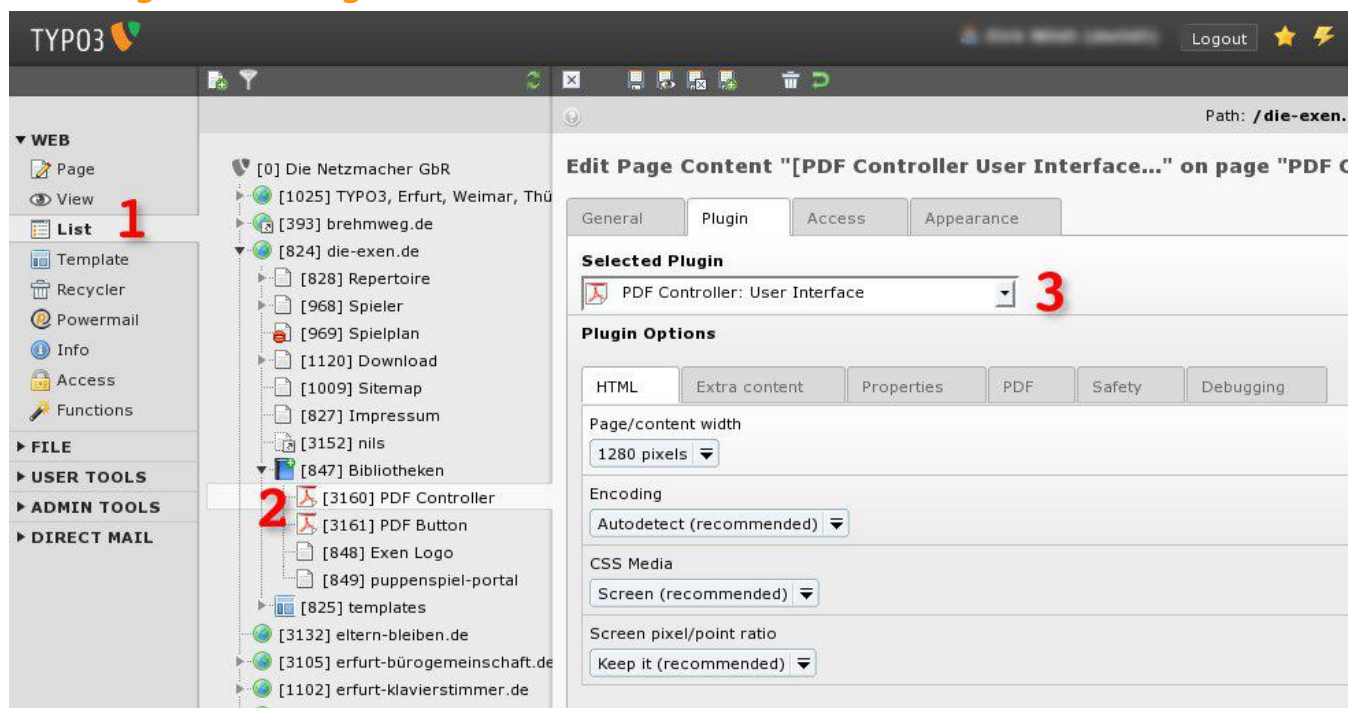 TYPO3
Logout
Path: /die-exen.
WEB
Page
View
List
1
Template
Recycler
Powermail
Info
Access
Functions
FILE
USER TOOLS
ADMIN TOOLS
DIRECT MAIL
[0] Die Netzmacher GbR
[1025] TYPO3, Erfurt, Weimar, Thü
[393] brehmweg.de
[824] die-exen.de
[828] Repertoire
[968] Spieler
[969] Spielplan
[1120] Download
[1009] Sitemap
[827] Impressum
[3152] nils
[847] Bibliotheken
2
[3160] PDF Controller
[3161] PDF Button
[848] Exen Logo
[849] puppenspiel-portal
[825] templates
[3132] eltern-bleiben.de
[3105] erfurt-bürogemeinschaft.de
[1102] erfurt-klavierstimmer.de
Edit Page Content "[PDF Controller User Interface..." on page "PDF C
General Plugin Access Appearance
Selected Plugin
PDF Controller: User Interface
3
Plugin Options
HTML Extra content Properties PDF Safety Debugging
Page/content width
1280 pixels
Encoding
Autodetect (recommended)
CSS Media
Screen (recommended)
Screen pixel/point ratio
Keep it (recommended)